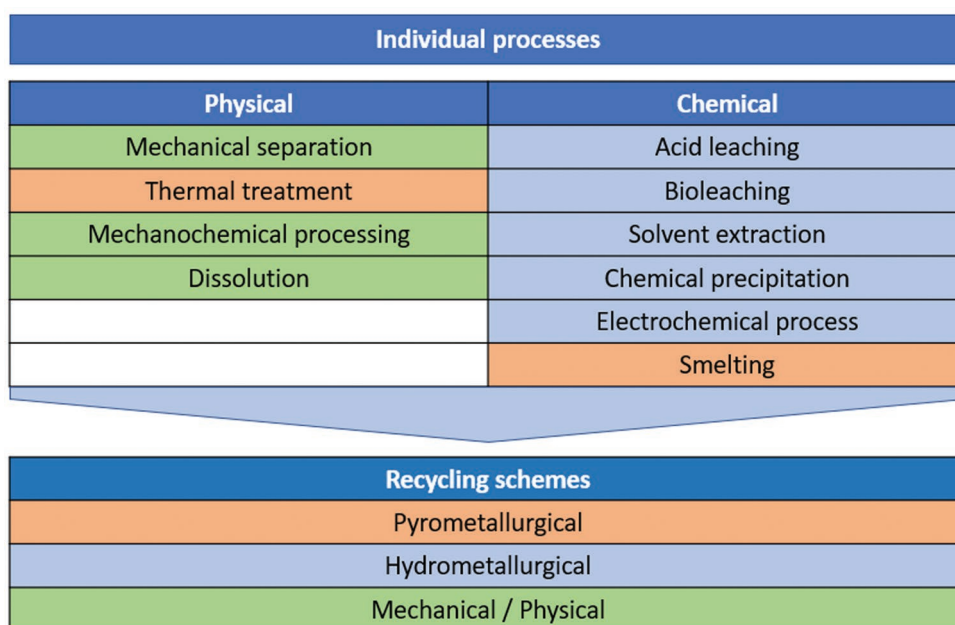 Individual processes
Physical Chemical
Mechanical separation Acid leaching
Thermal treatment Bioleaching
Mechanochemical processing Solvent extraction
Dissolution Chemical precipitation
Electrochemical process
Smelting
Recycling schemes
Pyrometallurgical
Hydrometallurgical
Mechanical / Physical